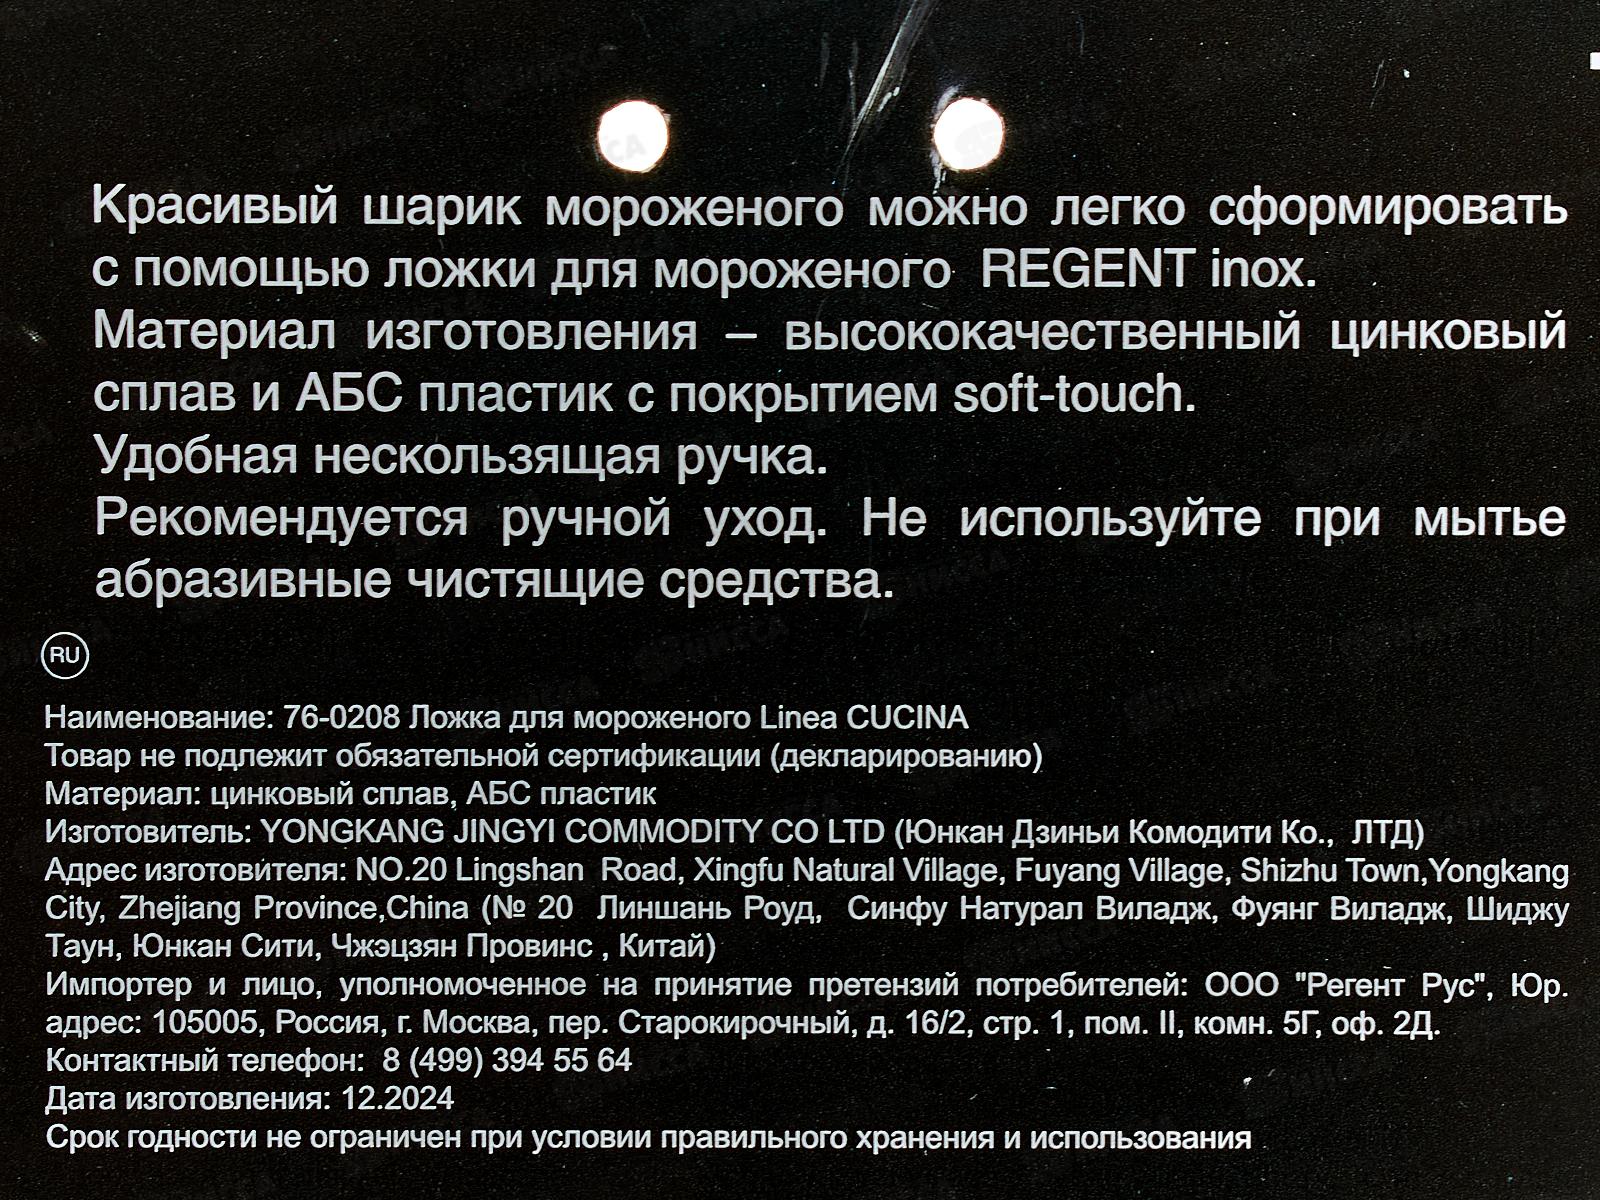 Красивый шарик мороженого можно легко сформировать
с помощью ложки для мороженого REGENT inox.
Материал изготовления – высококачественный цинковый
сплав и АБС пластик с покрытием soft-touch.
Удобная нескользящая ручка.
Рекомендуется ручной уход. Не используйте при мытье
абразивные чистящие средства.
RU
Наименование: 76-0208 Ложка для мороженого Linea CUCINA
Товар не подлежит обязательной сертификации (декларированию)
Материал: цинковый сплав, АБС пластик
Изготовитель: YONGKANG JINGYI COMMODITY CO LTD (Юнкан Дзиньи Комодити Ко., ЛТД)
Адрес изготовителя: NO.20 Lingshan Road, Xingfu Natural Village, Fuyang Village, Shizhu Town,Yongkang
City, Zhejiang Province,China (№ 20 Линшань Роуд, Синфу Натурал Виладж, Фуянг Виладж, Шиджу
Таун, Юнкан Сити, Чжэцзян Провинс , Китай)
Импортер и лицо, уполномоченное на принятие претензий потребителей: ООО "Регент Рус", Юр.
адрес: 105005, Россия, г. Москва, пер. Старокирочный, д. 16/2, стр. 1, пом. II, комн. 5Г, оф. 2Д.
Контактный телефон: 8 (499) 394 55 64
Дата изготовления: 12.2024
Срок годности не ограничен при условии правильного хранения и использования